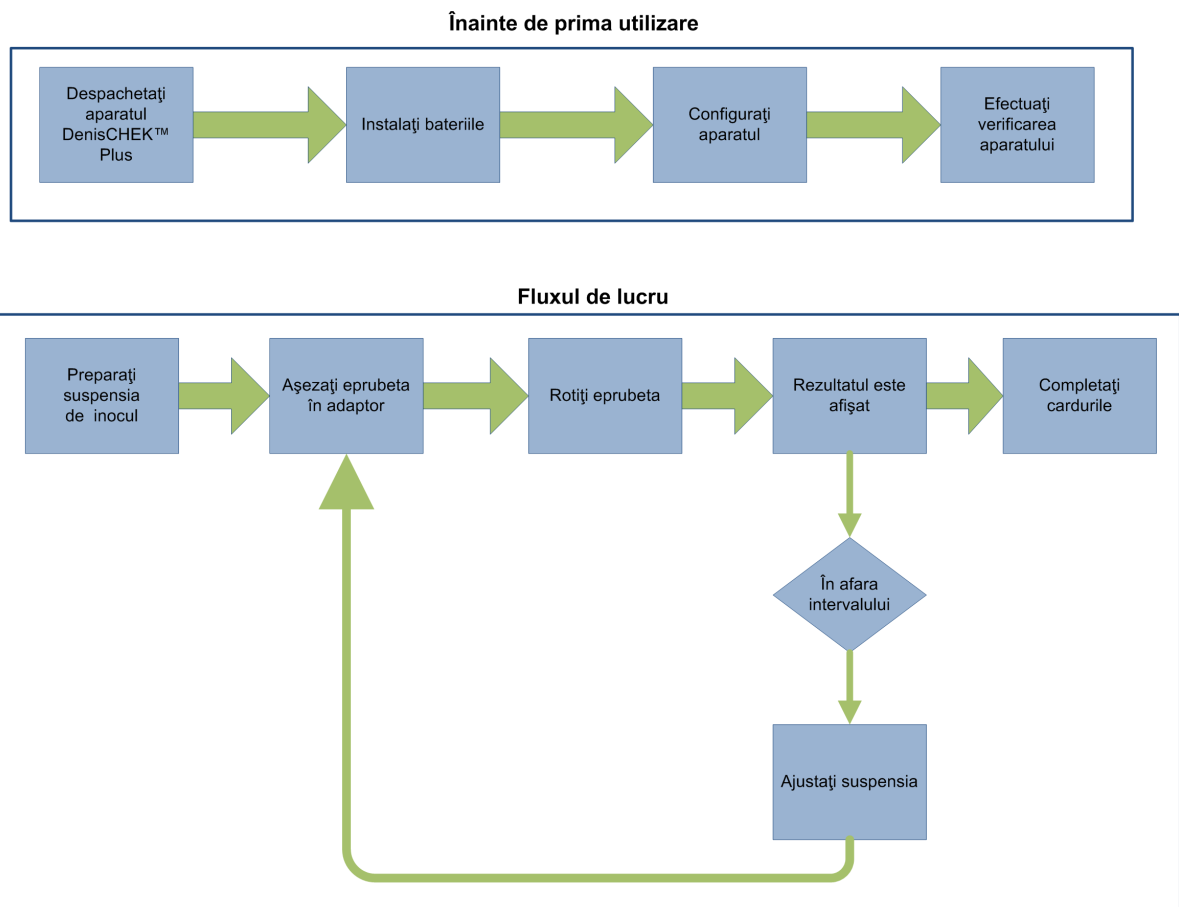 Înainte de prima utilizare
Despachetaţi
aparatul
DenisCHEK™
Plus
Instalaţi bateriile
Configuraţi
aparatul
Efectuaţi
verificarea
aparatului
Fluxul de lucru
Preparaţi
suspensia
de inocul
Aşezaţi eprubeta
în adaptor
Rotiţi eprubeta
Rezultatul este
afişat
Completaţi
cardurile
În afara
intervalului
Ajustaţi suspensia